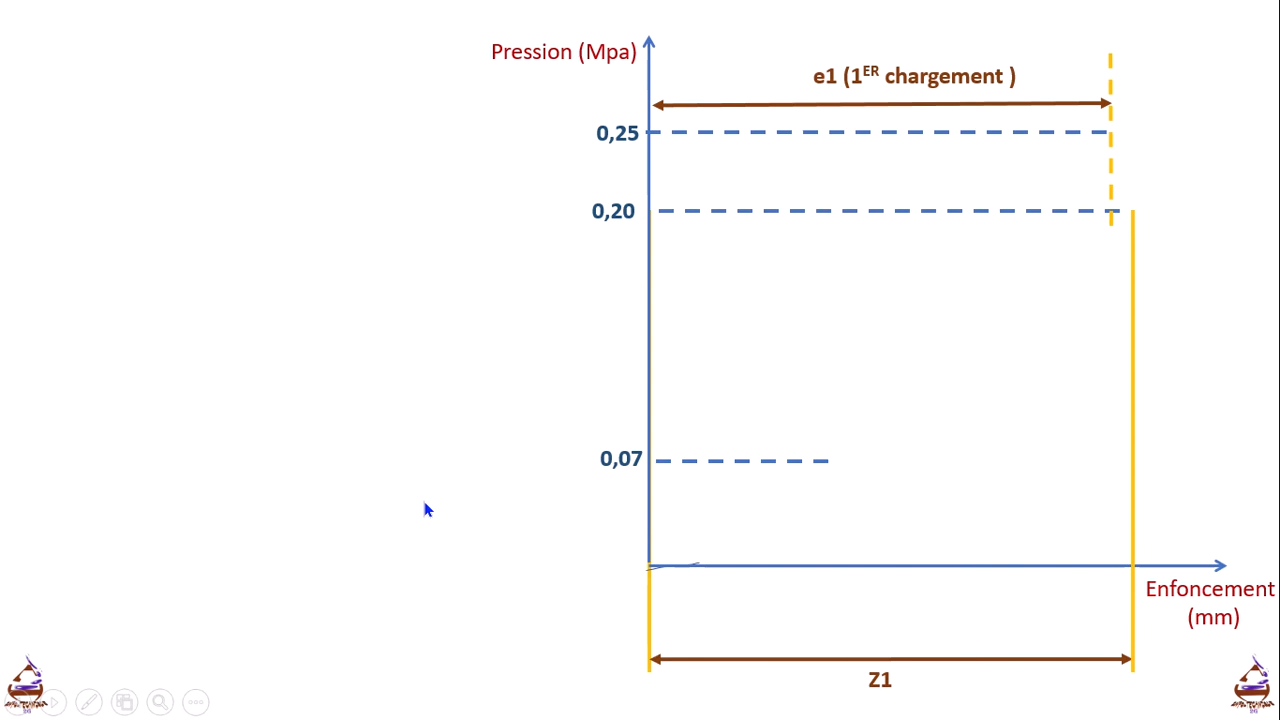 Pression (Mpa)
e1 (1ER chargement )
0,25
0,20
0,07
Enfoncement
(mm)
Z1